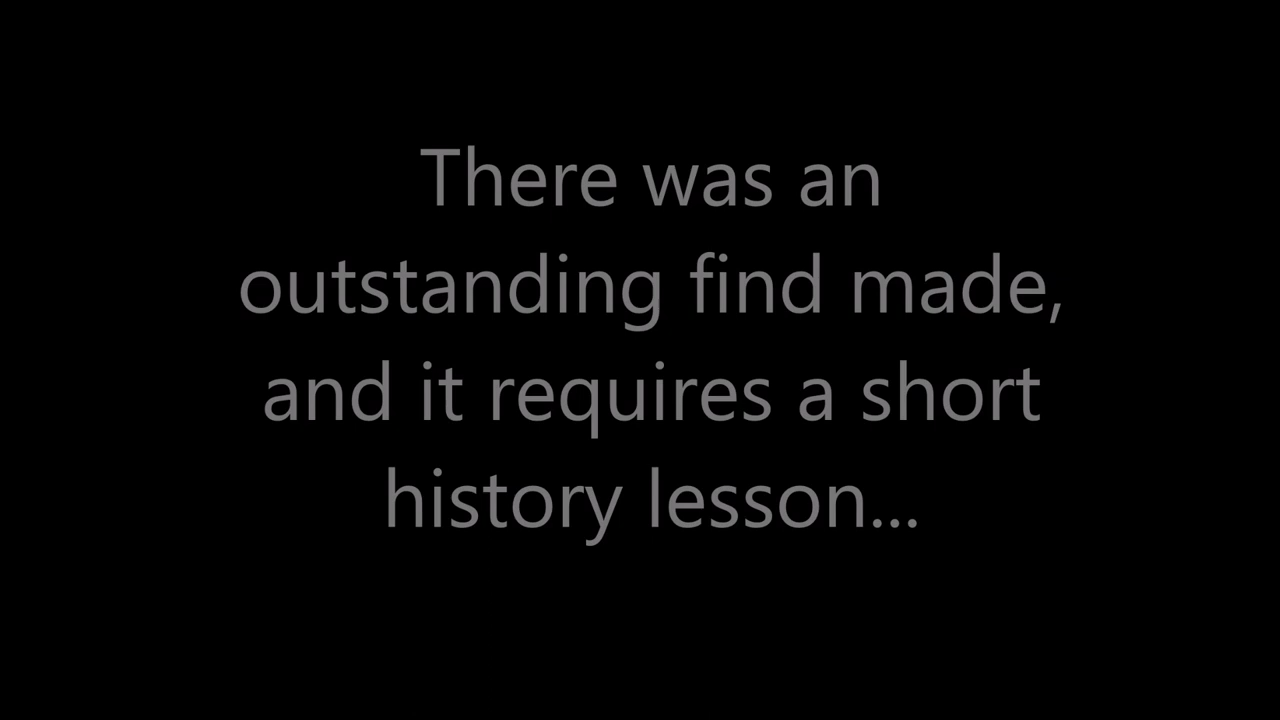 There was an
outstanding find made,
and it requires a short
history lesson...